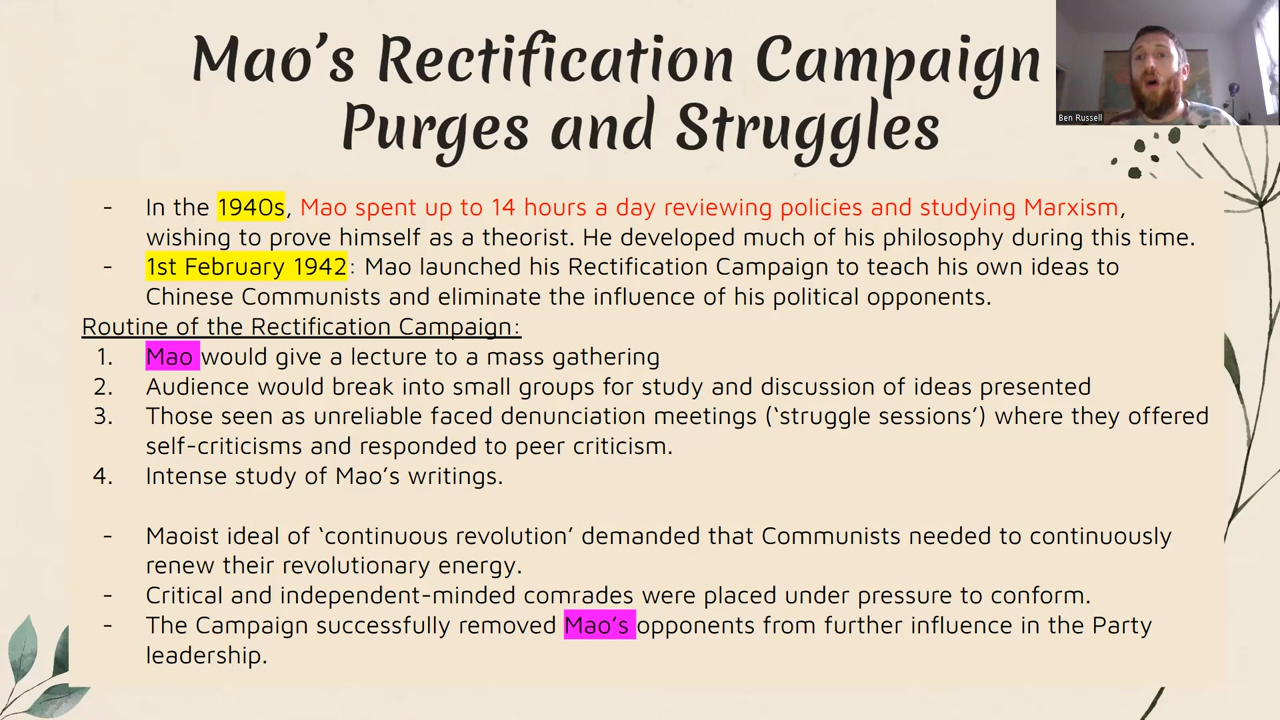 Mao's Rectification Campaign
Purges and Struggles
Ben Russell
- In the 1940s, Mao spent up to 14 hours a day reviewing policies and studying Marxism,
wishing to prove himself as a theorist. He developed much of his philosophy during this time.
- 1st February 1942: Mao launched his Rectification Campaign to teach his own ideas to
Chinese Communists and eliminate the influence of his political opponents.
Routine of the Rectification Campaign:
1. Mao would give a lecture to a mass gathering
2. Audience would break into small groups for study and discussion of ideas presented
3. Those seen as unreliable faced denunciation meetings ('struggle sessions') where they offered
self-criticisms and responded to peer criticism.
4. Intense study of Mao's writings.
- Maoist ideal of 'continuous revolution' demanded that Communists needed to continuously
renew their revolutionary energy.
- Critical and independent-minded comrades were placed under pressure to conform.
- The Campaign successfully removed Mao's opponents from further influence in the Party
leadership.